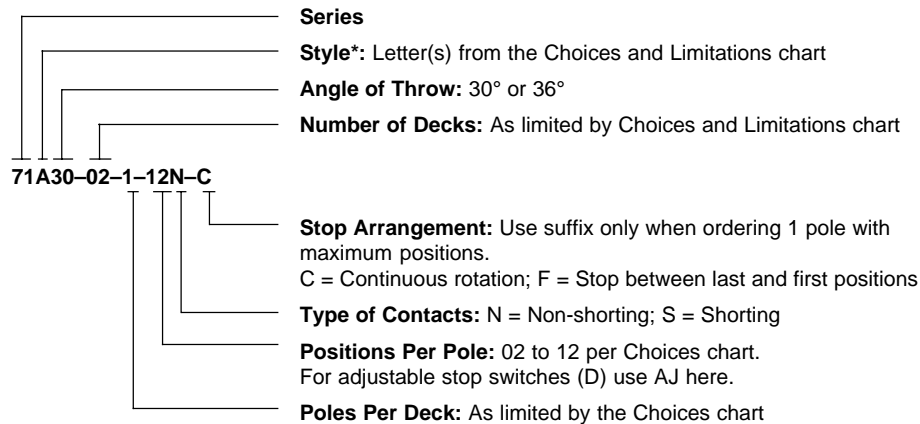 Series
Style*: Letter(s) from the Choices and Limitations chart
Angle of Throw: 30° or 36°
Number of Decks: As limited by Choices and Limitations chart
71A30–02–1–12N–C
Stop Arrangement: Use suffix only when ordering 1 pole with
maximum positions.
C = Continuous rotation; F = Stop between last and first positions
Type of Contacts: N = Non-shorting; S = Shorting
Positions Per Pole: 02 to 12 per Choices chart.
For adjustable stop switches (D) use AJ here.
Poles Per Deck: As limited by the Choices chart